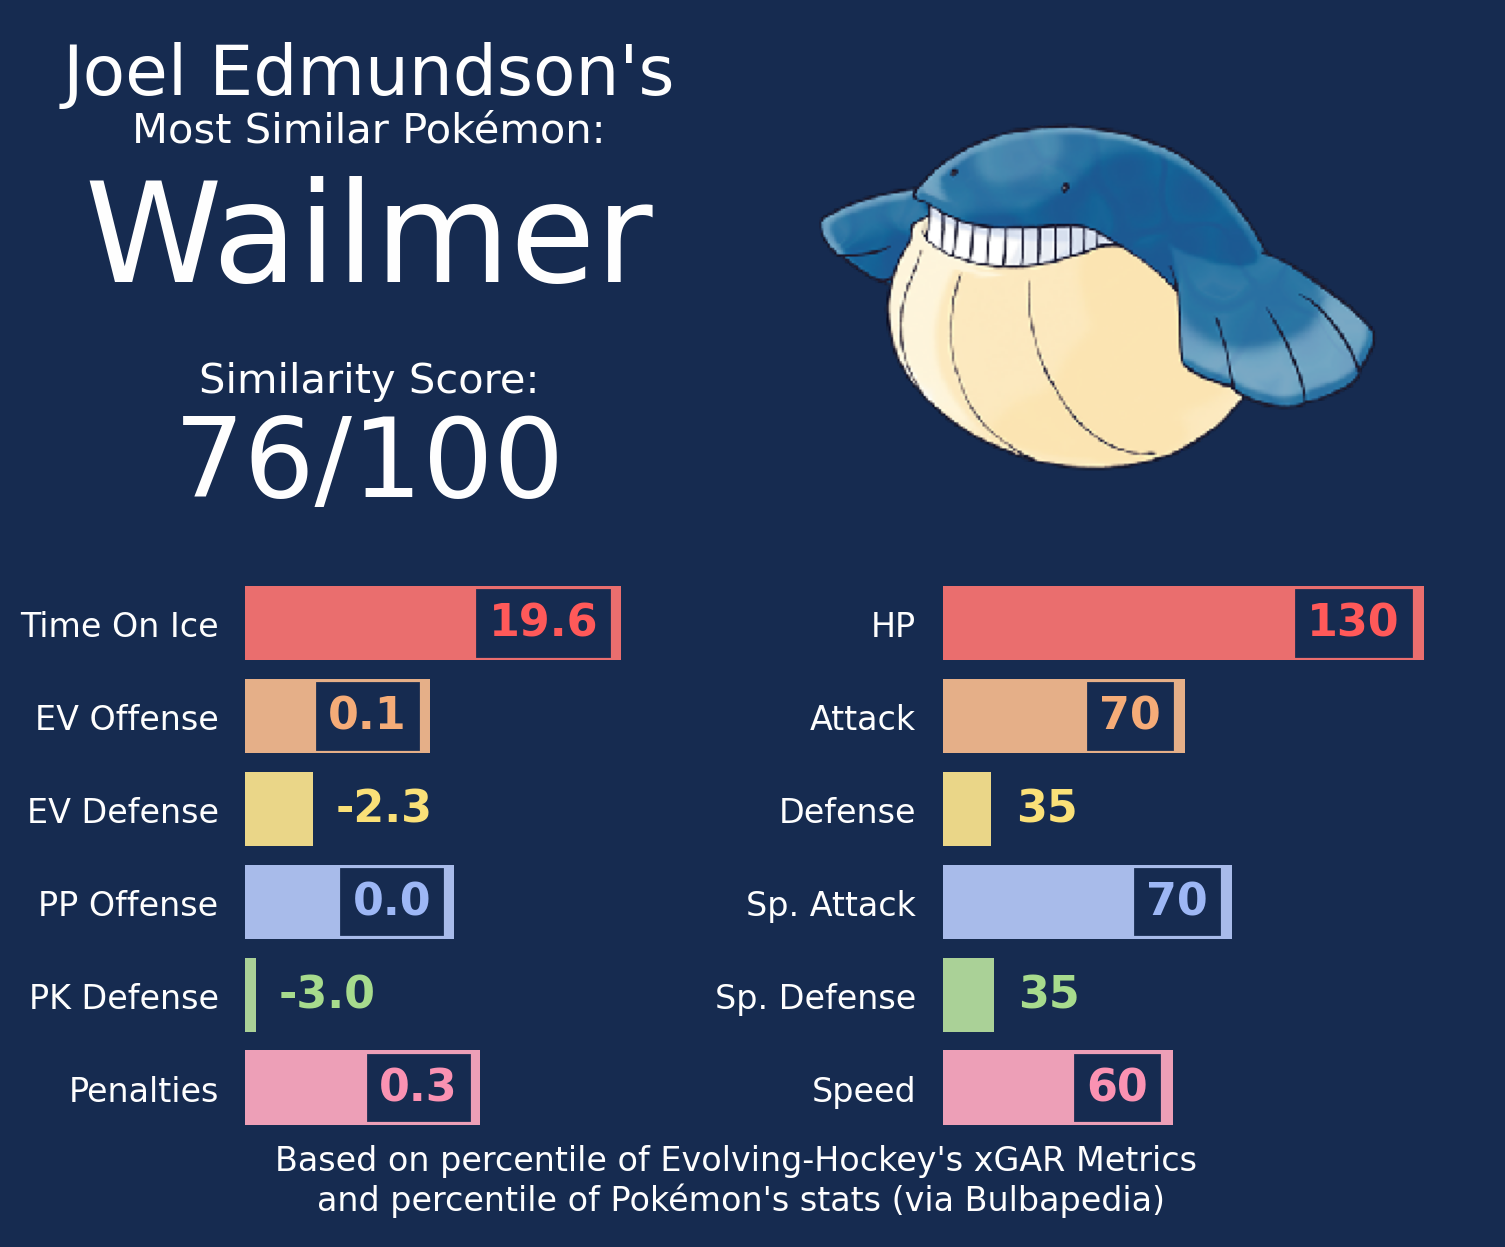 Joel Edmundson's
Most Similar Pokémon:
Wailmer
Similarity Score:
76/100
Time On Ice 19.6
EV Offense 0.1
EV Defense -2.3
PP Offense 0.0
PK Defense -3.0
Penalties 0.3
HP 130
Attack 70
Defense 35
Sp. Attack 70
Sp. Defense 35
Speed 60
Based on percentile of Evolving-Hockey's xGAR Metrics
and percentile of Pokémon's stats (via Bulbapedia)